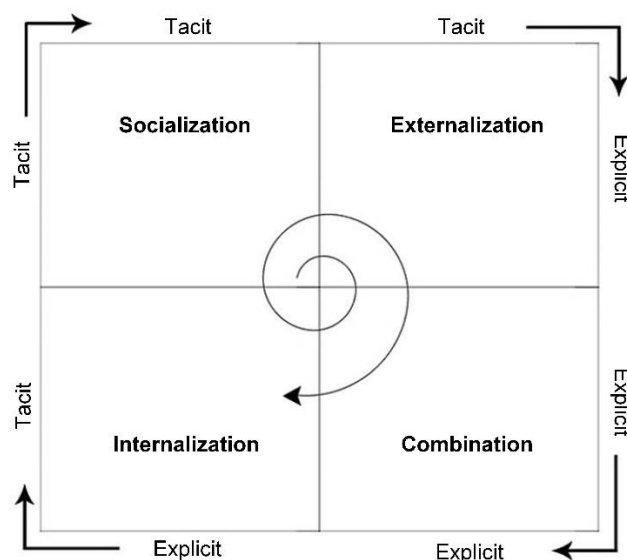 Tacit
Tacit
Tacit
Socialization
Externalization
Explicit
Tacit
Internalization
Combination
Explicit
Explicit
Explicit